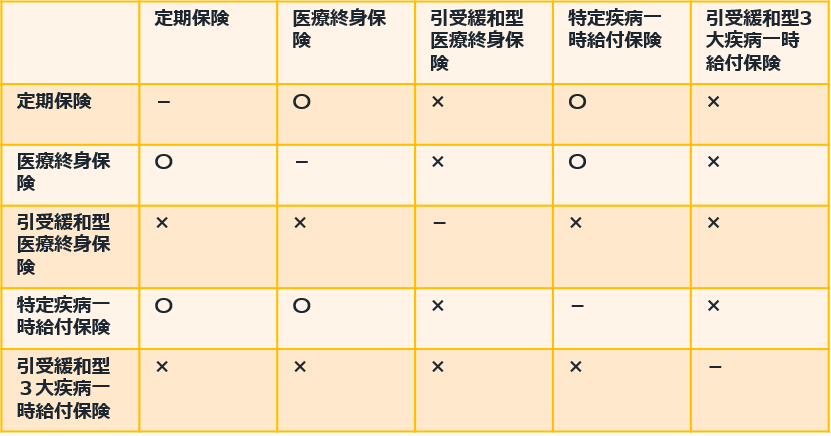 定期保険
医療終身保
険
引受緩和型
医療終身保
険
特定疾病一
時給付保険
引受緩和型3
大疾病一時
給付保険
定期保険
－
〇
×
〇
×
医療終身保
険
〇
－
×
〇
×
引受緩和型
医療終身保
険
×
×
－
×
×
特定疾病一
時給付保険
〇
〇
×
－
×
引受緩和型
３大疾病一
時給付保険
×
×
×
×
－